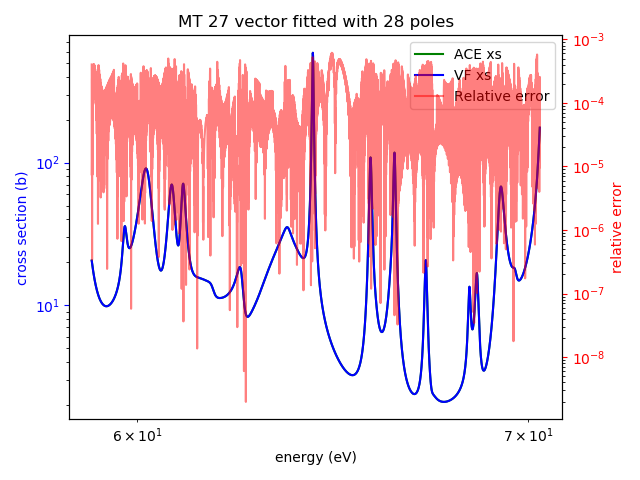 MT 27 vector fitted with 28 poles
ACE xs
VF xs
Relative error
cross section (b)
10²
10¹
relative error
10⁻³
10⁻⁴
10⁻⁵
10⁻⁶
10⁻⁷
10⁻⁸
6 × 10¹
7 × 10¹
energy (eV)